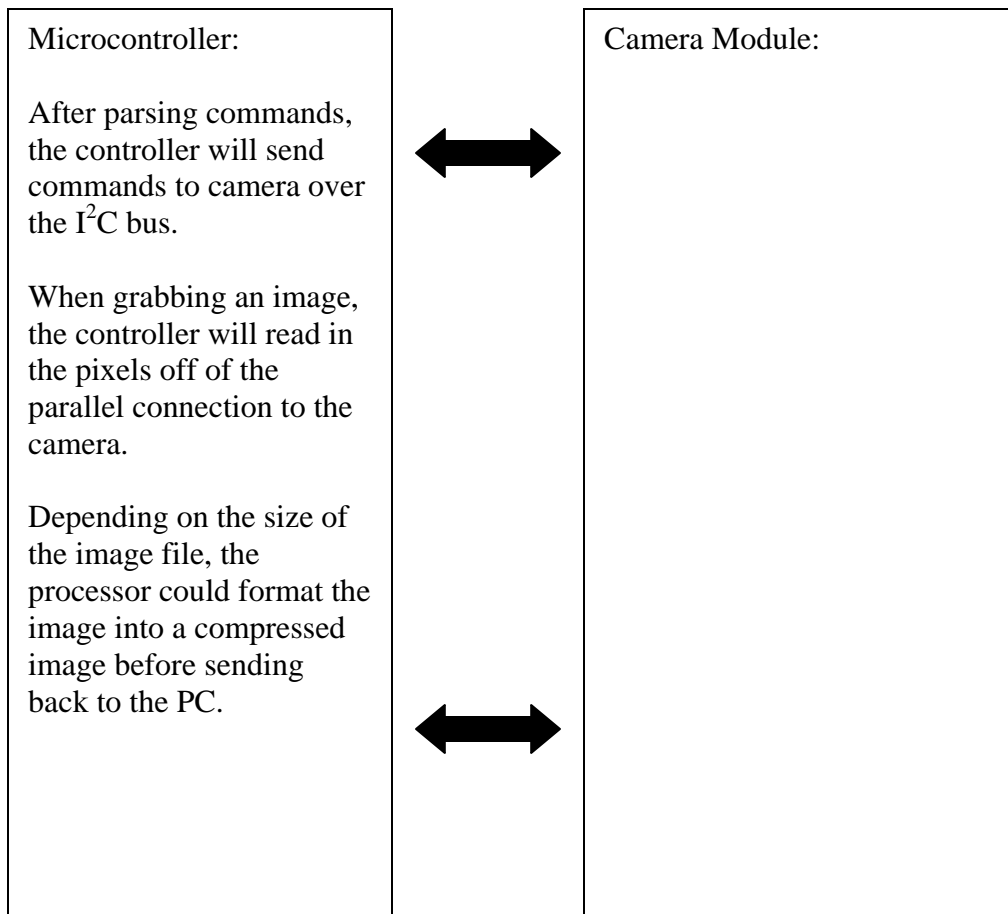 Microcontroller:
After parsing commands,
the controller will send
commands to camera over
the I²C bus.
When grabbing an image,
the controller will read in
the pixels off of the
parallel connection to the
camera.
Depending on the size of
the image file, the
processor could format the
image into a compressed
image before sending
back to the PC.
Camera Module: